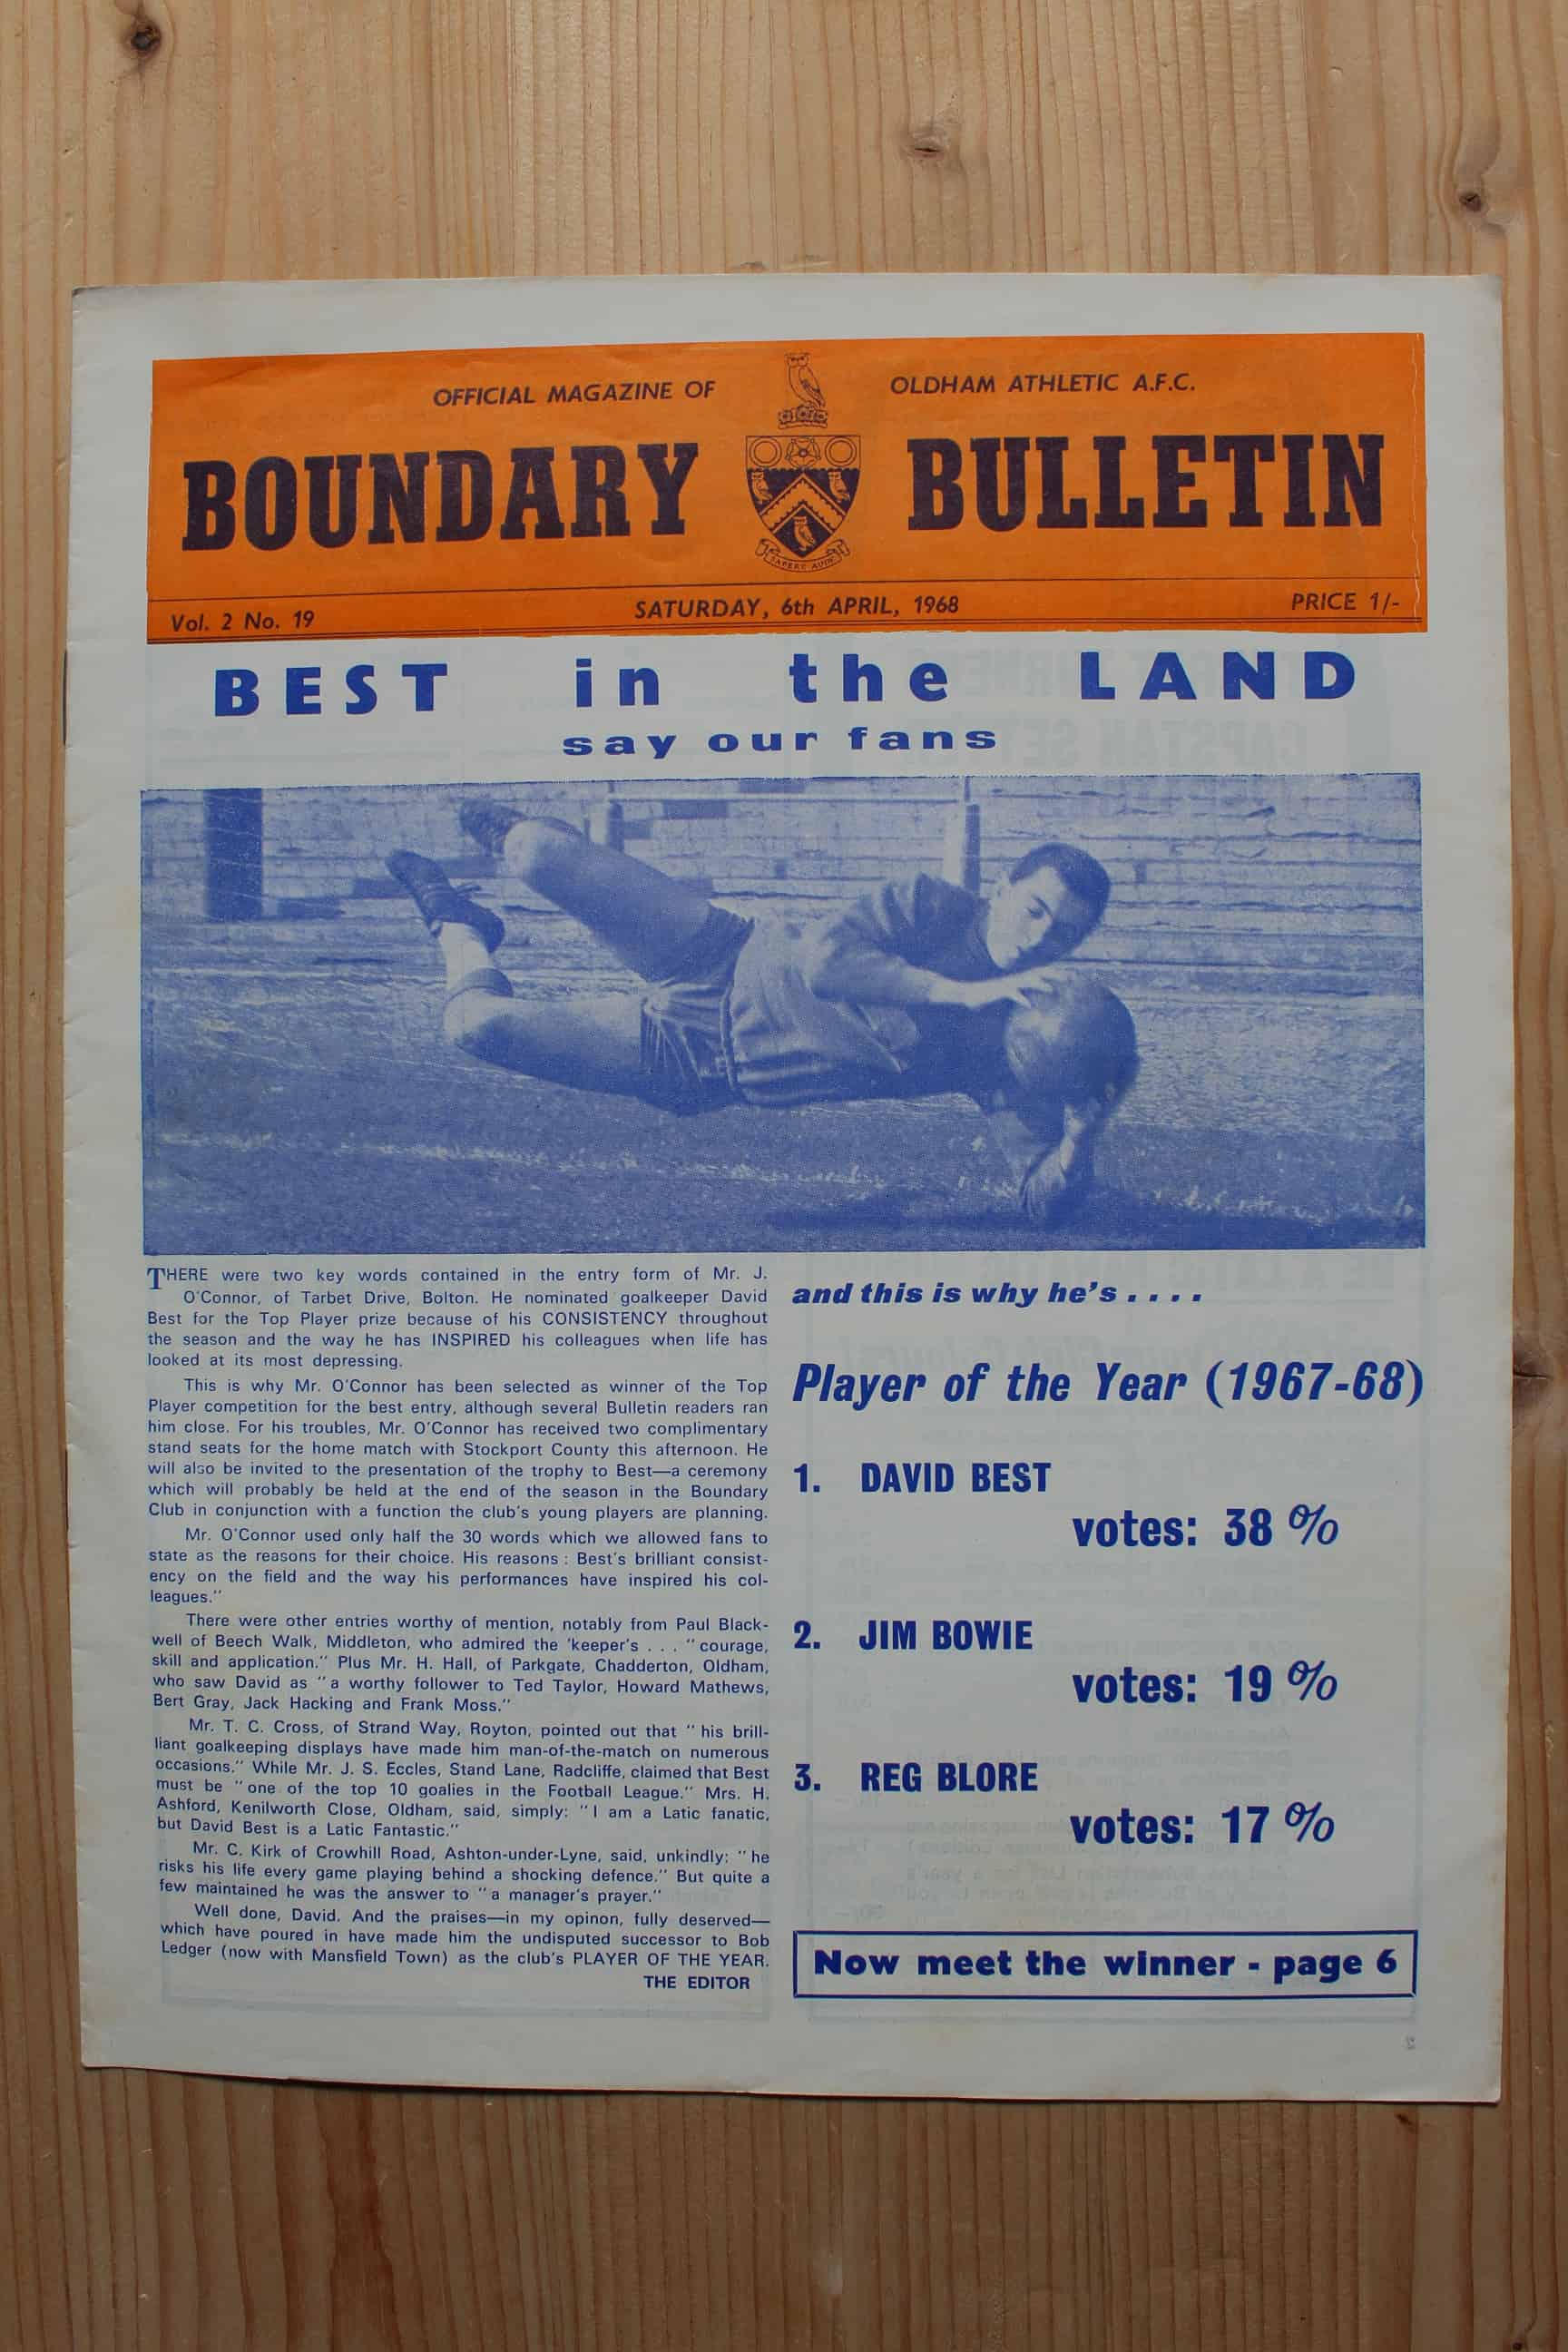 OFFICIAL MAGAZINE OF OLDHAM ATHLETIC A.F.C.
BOUNDARY BULLETIN
SAPERE AUDE
Vol. 2 No. 19 SATURDAY, 6th APRIL, 1968 PRICE 1/-
BEST in the LAND
say our fans
THERE were two key words contained in the entry form of Mr. J.
O'Connor, of Tarbet Drive, Bolton. He nominated goalkeeper David
Best for the Top Player prize because of his CONSISTENCY throughout
the season and the way he has INSPIRED his colleagues when life has
looked at its most depressing.
This is why Mr. O'Connor has been selected as winner of the Top
Player competition for the best entry, although several Bulletin readers ran
him close. For his troubles, Mr. O'Connor has received two complimentary
stand seats for the home match with Stockport County this afternoon. He
will also be invited to the presentation of the trophy to Best—a ceremony
which will probably be held at the end of the season in the Boundary
Club in conjunction with a function the club's young players are planning.
Mr. O'Connor used only half the 30 words which we allowed fans to
state as the reasons for their choice. His reasons : Best's brilliant consist-
ency on the field and the way his performances have inspired his col-
leagues."
There were other entries worthy of mention, notably from Paul Black-
well of Beech Walk, Middleton, who admired the 'keeper's . . . "courage,
skill and application." Plus Mr. H. Hall, of Parkgate, Chadderton, Oldham,
who saw David as "a worthy follower to Ted Taylor, Howard Mathews,
Bert Gray, Jack Hacking and Frank Moss."
Mr. T. C. Cross, of Strand Way, Royton, pointed out that "his brill-
liant goalkeeping displays have made him man-of-the-match on numerous
occasions." While Mr. J. S. Eccles, Stand Lane, Radcliffe, claimed that Best
must be "one of the top 10 goalies in the Football League." Mrs. H.
Ashford, Kenilworth Close, Oldham, said, simply: "I am a Latic fanatic,
but David Best is a Latic Fantastic."
Mr. C. Kirk of Crowhill Road, Ashton-under-Lyne, said, unkindly: "he
risks his life every game playing behind a shocking defence." But quite a
few maintained he was the answer to "a manager's prayer."
Well done, David. And the praises—in my opinon, fully deserved—
which have poured in have made him the undisputed successor to Bob
Ledger (now with Mansfield Town) as the club's PLAYER OF THE YEAR.
THE EDITOR
and this is why he's . . . .
Player of the Year (1967-68)
1. DAVID BEST
votes: 38 %
2. JIM BOWIE
votes: 19 %
3. REG BLORE
votes: 17 %
Now meet the winner - page 6